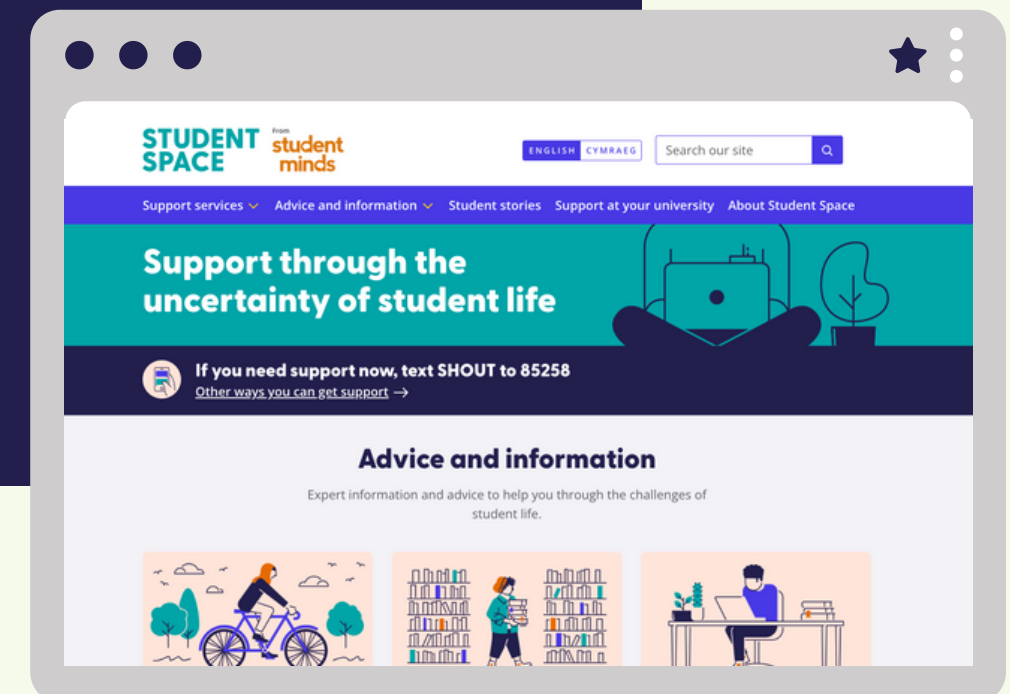 STUDENT
SPACE
From
student
minds
ENGLISH CYMRAEG
Search our site
Support services Advice and information Student stories Support at your university About Student Space
Support through the
uncertainty of student life
If you need support now, text SHOUT to 85258
Other ways you can get support →
Advice and information
Expert information and advice to help you through the challenges of
student life.